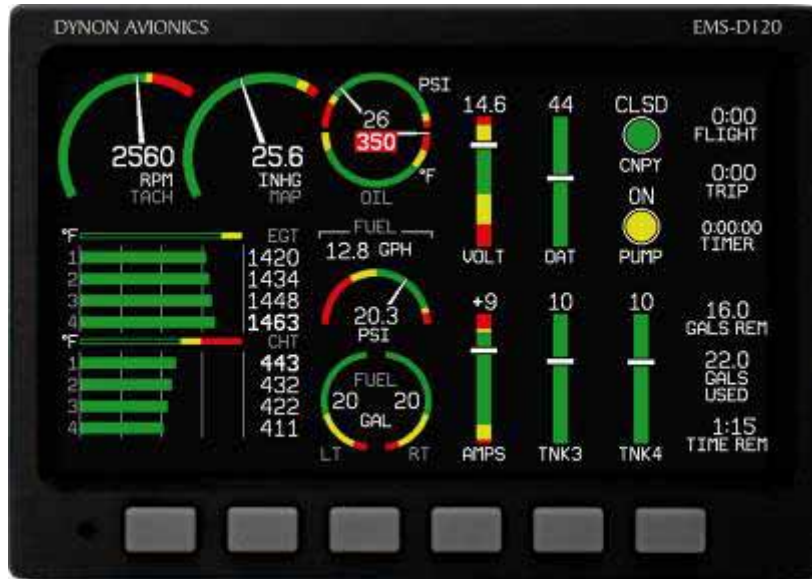 DYNON AVIONICS
EMS-D120
2560
RPM
TACH
25.6
INHG
MAP
PSI
26
350
°F
OIL
14.6
VOLT
44
OAT
CLSD
CNPY
ON
PUMP
0:00
FLIGHT
0:00
TRIP
0:00:00
TIMER
°F EGT
1 1420
2 1434
3 1448
4 1463
°F CHT
1 443
2 432
3 422
4 411
FUEL
12.8 GPH
20.3
PSI
FUEL
20 20
GAL
LT RT
+9
AMPS
10
TNK3
10
TNK4
16.0
GALS REM
22.0
GALS
USED
1:15
TIME REM